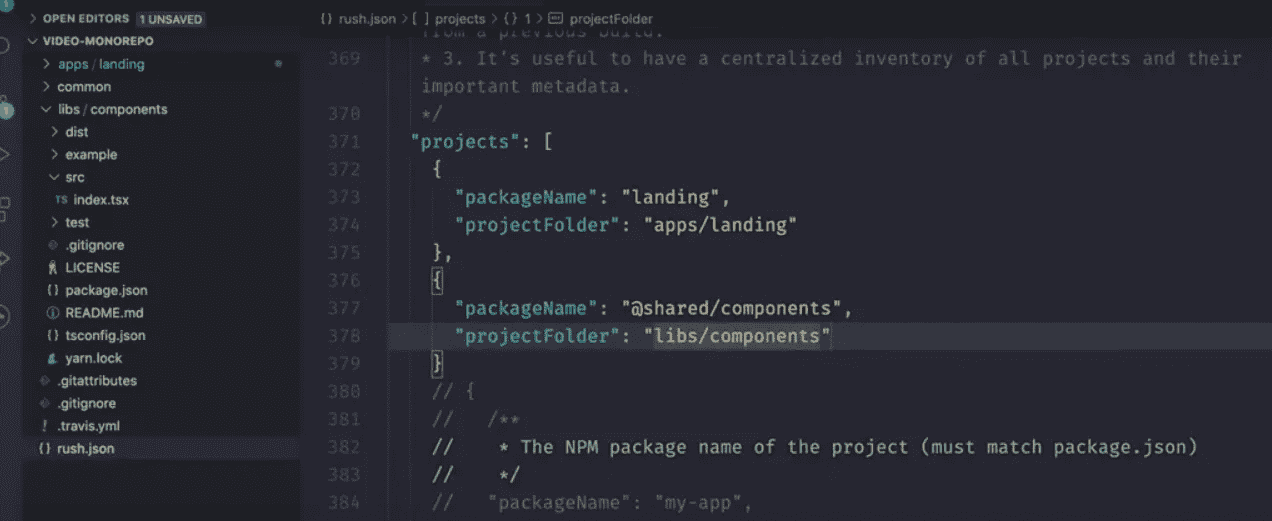 OPEN EDITORS 1 UNSAVED
VIDEO-MONOREPO
apps / landing
common
libs / components
dist
example
src
TS index.tsx
test
.gitignore
LICENSE
{} package.json
README.md
{} tsconfig.json
yarn.lock
.gitattributes
.gitignore
! .travis.yml
{} rush.json
{} rush.json > [ ] projects > {} 1 > projectFolder
from a previous build.
369 * 3. It's useful to have a centralized inventory of all projects and their
important metadata.
370 */
371 "projects": [
372 {
373 "packageName": "landing",
374 "projectFolder": "apps/landing"
375 },
376 {
377 "packageName": "@shared/components",
378 "projectFolder": "libs/components"
379 }
380 // {
381 // /**
382 // * The NPM package name of the project (must match package.json)
383 // */
384 // "packageName": "my-app",